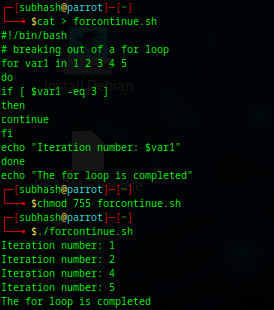 ┌─[subhash@parrot]─[~]
└──╼ $cat > forcontinue.sh
#!/bin/bash
# breaking out of a for loop
for var1 in 1 2 3 4 5
do
if [ $var1 -eq 3 ]
then
continue
fi
echo "Iteration number: $var1"
done
echo "The for loop is completed"
┌─[subhash@parrot]─[~]
└──╼ $chmod 755 forcontinue.sh
┌─[subhash@parrot]─[~]
└──╼ $./forcontinue.sh
Iteration number: 1
Iteration number: 2
Iteration number: 4
Iteration number: 5
The for loop is completed
Install Debian